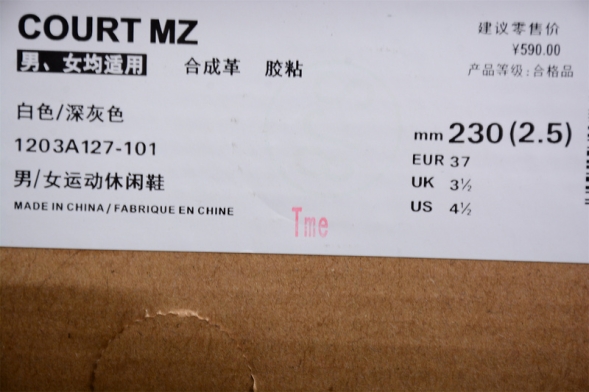 COURT MZ
建议零售价
¥590.00
男、女均适用 合成革 胶粘
产品等级:合格品
白色/深灰色
1203A127-101
男/女运动休闲鞋
MADE IN CHINA / FABRIQUE EN CHINE
mm 230 (2.5)
EUR 37
UK 3½
US 4½
Tme